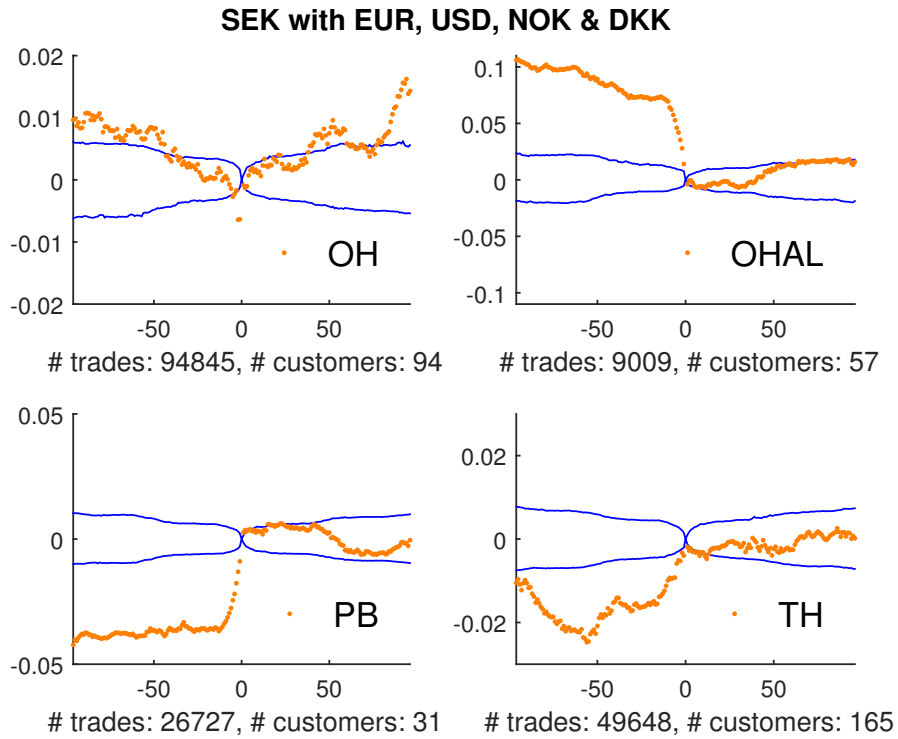 SEK with EUR, USD, NOK & DKK
0.02
0.01
0
-0.01
-0.02
OH
-50 0 50
# trades: 94845, # customers: 94
0.1
0.05
0
-0.05
-0.1
OHAL
-50 0 50
# trades: 9009, # customers: 57
0.05
0
-0.05
PB
-50 0 50
# trades: 26727, # customers: 31
0.02
0
-0.02
TH
-50 0 50
# trades: 49648, # customers: 165